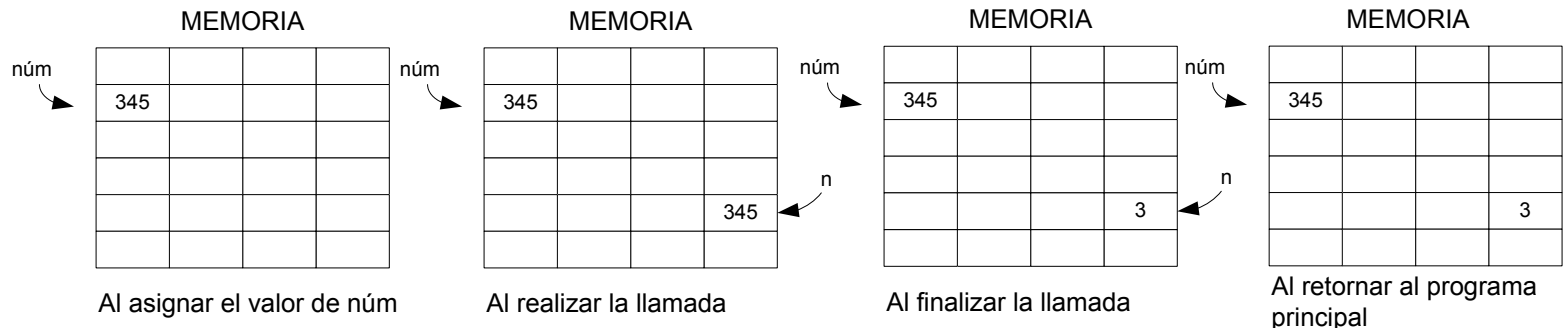 MEMORIA
núm
345
Al asignar el valor de núm
MEMORIA
núm
345
n
345
Al realizar la llamada
MEMORIA
núm
345
n
3
Al finalizar la llamada
MEMORIA
núm
345
3
Al retornar al programa
principal